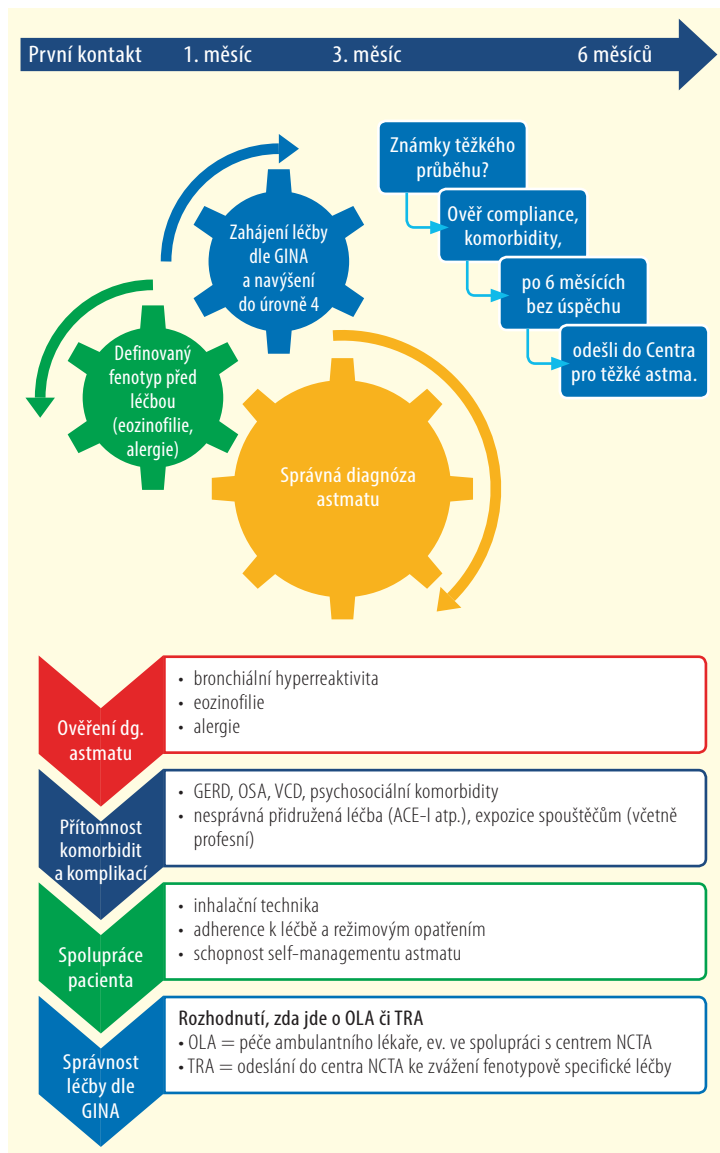 První kontakt
1. měsíc
3. měsíc
6 měsíců
Známky těžkého
průběhu?
Ověř compliance,
komorbidity,
po 6 měsících
bez úspěchu
odešli do Centra
pro těžké astma.
Zahájení léčby
dle GINA
a navýšení
do úrovně 4
Definovaný
fenotyp před
léčbou
(eozinofilie,
alergie)
Správná diagnóza
astmatu
Ověření dg.
astmatu
• bronchiální hyperreaktivita
• eozinofilie
• alergie
Přítomnost
komorbidit
a komplikací
• GERD, OSA, VCD, psychosociální komorbidity
• nesprávná přidružená léčba (ACE-I atp.), expozice spouštěčům (včetně
profesní)
Spolupráce
pacienta
• inhalační technika
• adherence k léčbě a režimovým opatřením
• schopnost self-managementu astmatu
Správnost
léčby dle
GINA
Rozhodnutí, zda jde o OLA či TRA
• OLA = péče ambulantního lékaře, ev. ve spolupráci s centrem NCTA
• TRA = odeslání do centra NCTA ke zvážení fenotypově specifické léčby